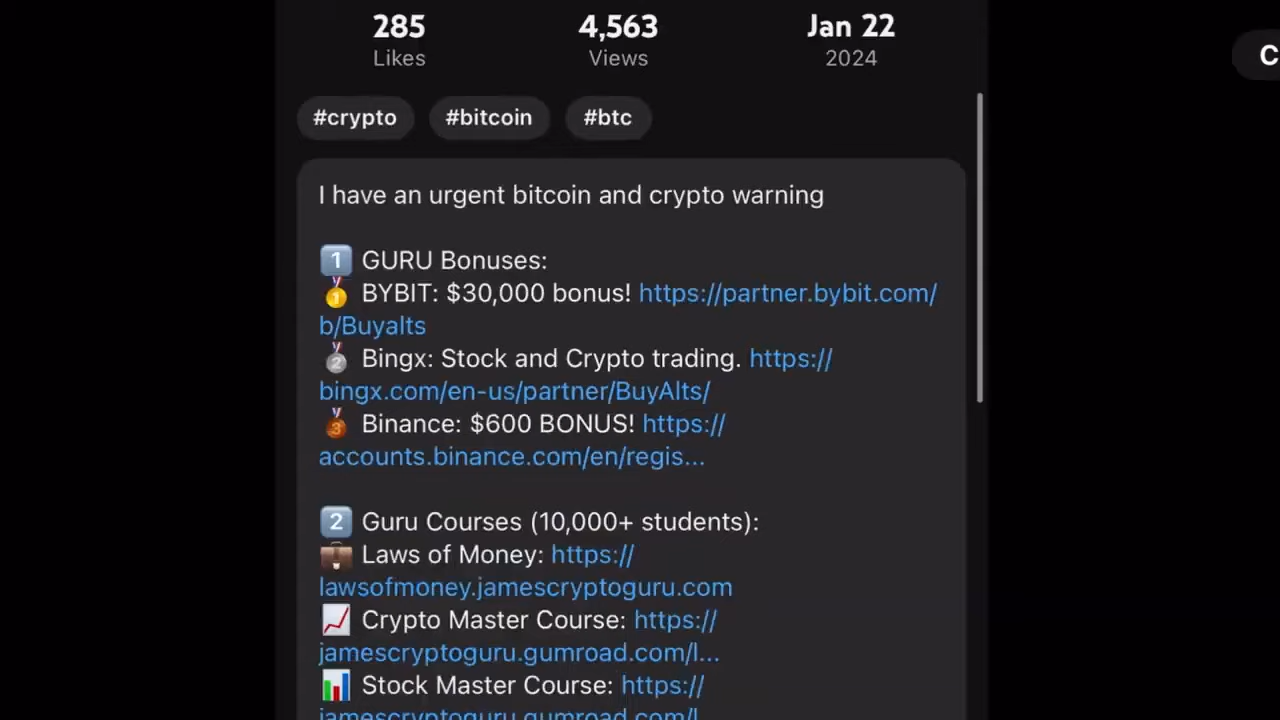 285 4,563 Jan 22
Likes Views 2024
C
#crypto #bitcoin #btc
I have an urgent bitcoin and crypto warning
1 GURU Bonuses:
BYBIT: $30,000 bonus! https://partner.bybit.com/
b/Buyalts
2 Bingx: Stock and Crypto trading. https://
bingx.com/en-us/partner/BuyAlts/
3 Binance: $600 BONUS! https://
accounts.binance.com/en/regis...
2 Guru Courses (10,000+ students):
Laws of Money: https://
lawsofmoney.jamescryptoguru.com
Crypto Master Course: https://
jamescryptoguru.gumroad.com/l...
Stock Master Course: https://
jamescryptoguru.gumroad.com/l